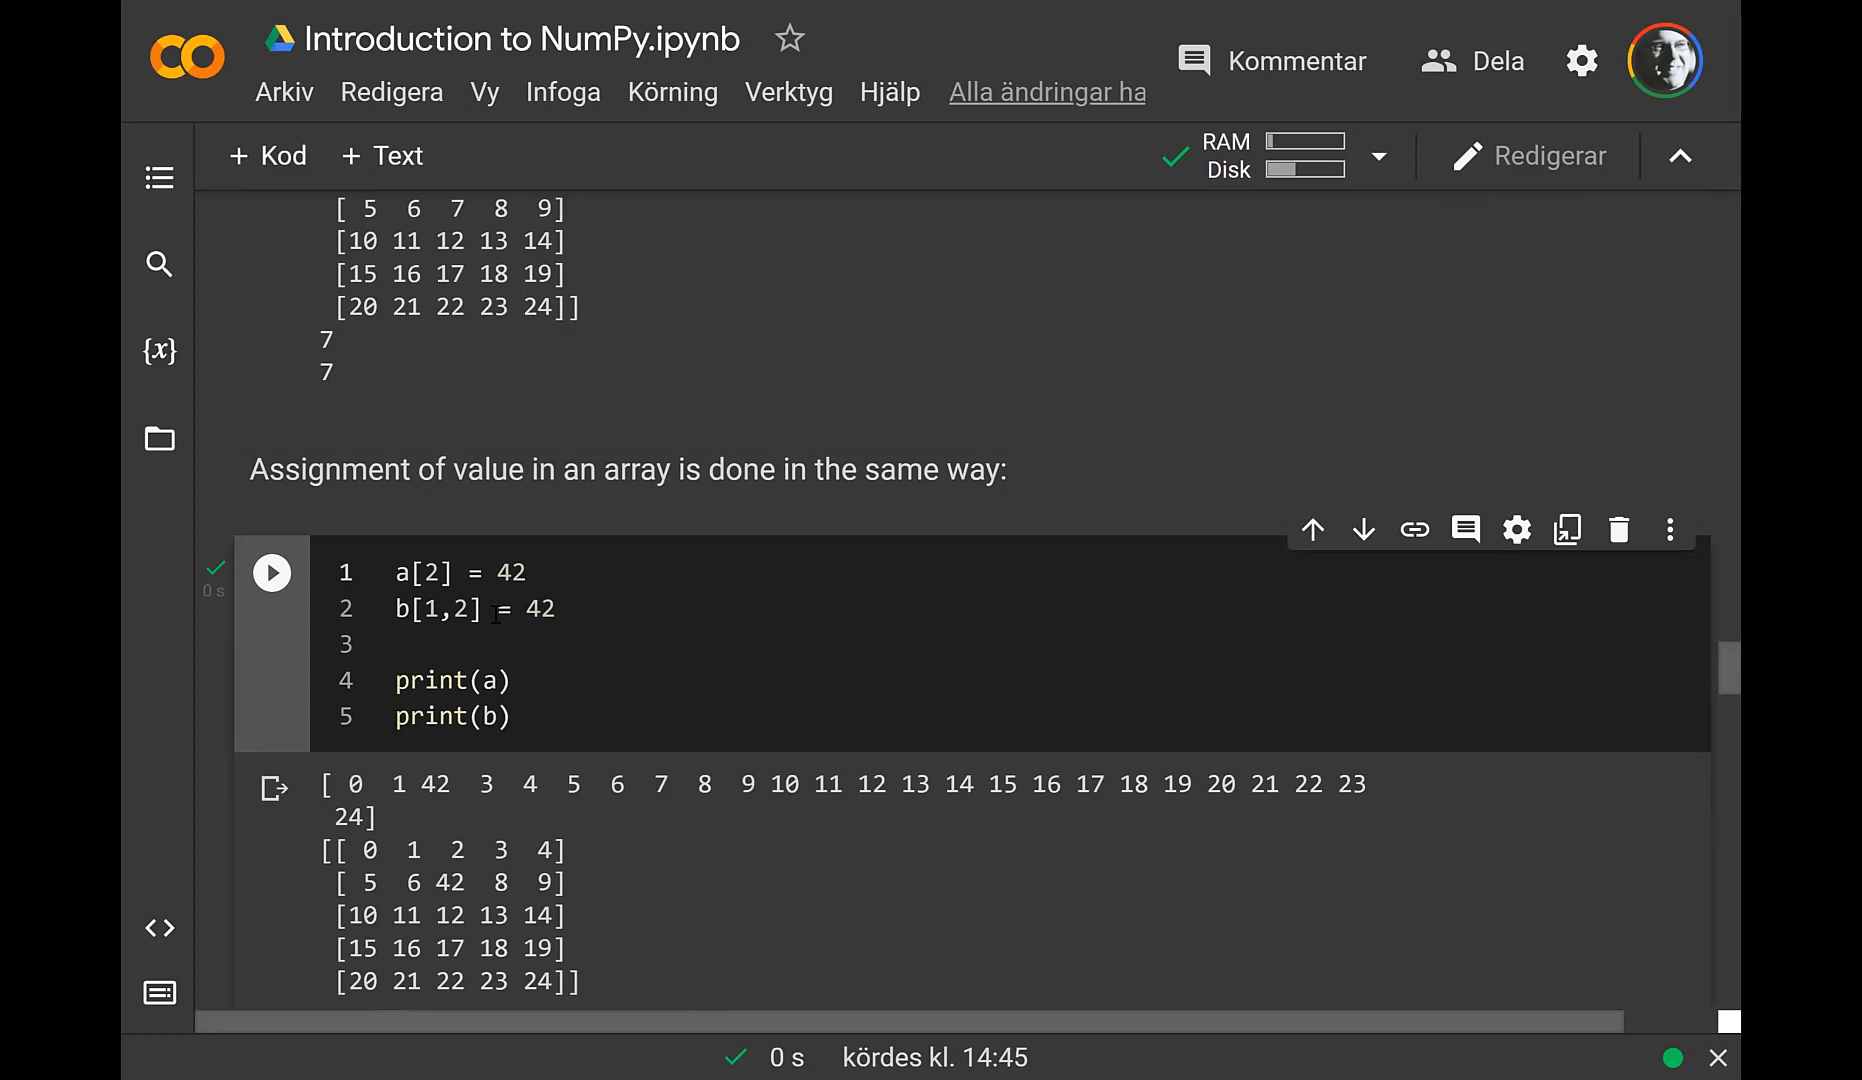 Introduction to NumPy.ipynb
Kommentar
Dela
Arkiv Redigera Vy Infoga Körning Verktyg Hjälp Alla ändringar ha
+ Kod + Text
RAM
Disk
Redigerar
[ 5 6 7 8 9]
[10 11 12 13 14]
[15 16 17 18 19]
[20 21 22 23 24]]
7
7
{x}
Assignment of value in an array is done in the same way:
0 s
1 a[2] = 42
2 b[1,2] = 42
3
4 print(a)
5 print(b)
[ 0 1 42 3 4 5 6 7 8 9 10 11 12 13 14 15 16 17 18 19 20 21 22 23
24]
[[ 0 1 2 3 4]
[ 5 6 42 8 9]
[10 11 12 13 14]
[15 16 17 18 19]
[20 21 22 23 24]]
0 s kördes kl. 14:45